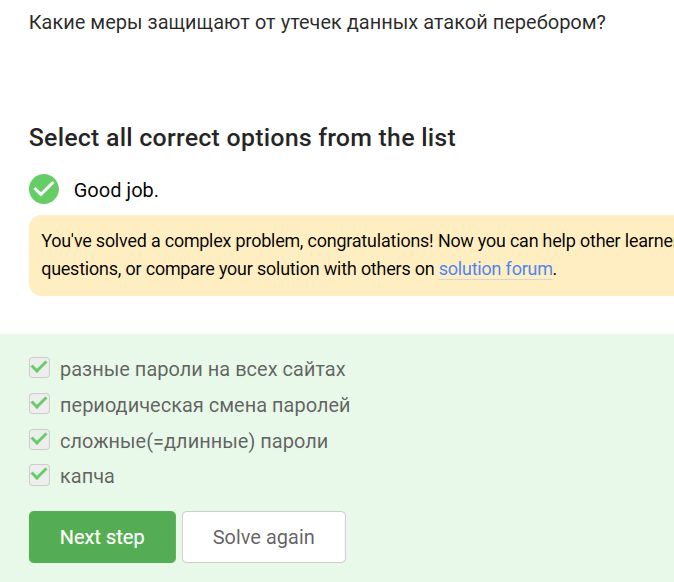 Какие меры защищают от утечек данных атакой перебором?
Select all correct options from the list
Good job.
You've solved a complex problem, congratulations! Now you can help other learne
questions, or compare your solution with others on solution forum.
разные пароли на всех сайтах
периодическая смена паролей
сложные(=длинные) пароли
капча
Next step
Solve again